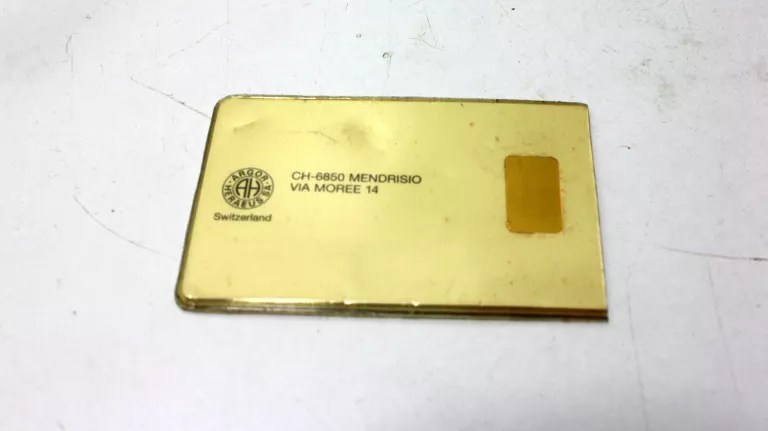 ARGOR
AH
HERAEUS SA
Switzerland
CH-6850 MENDRISIO
VIA MOREE 14